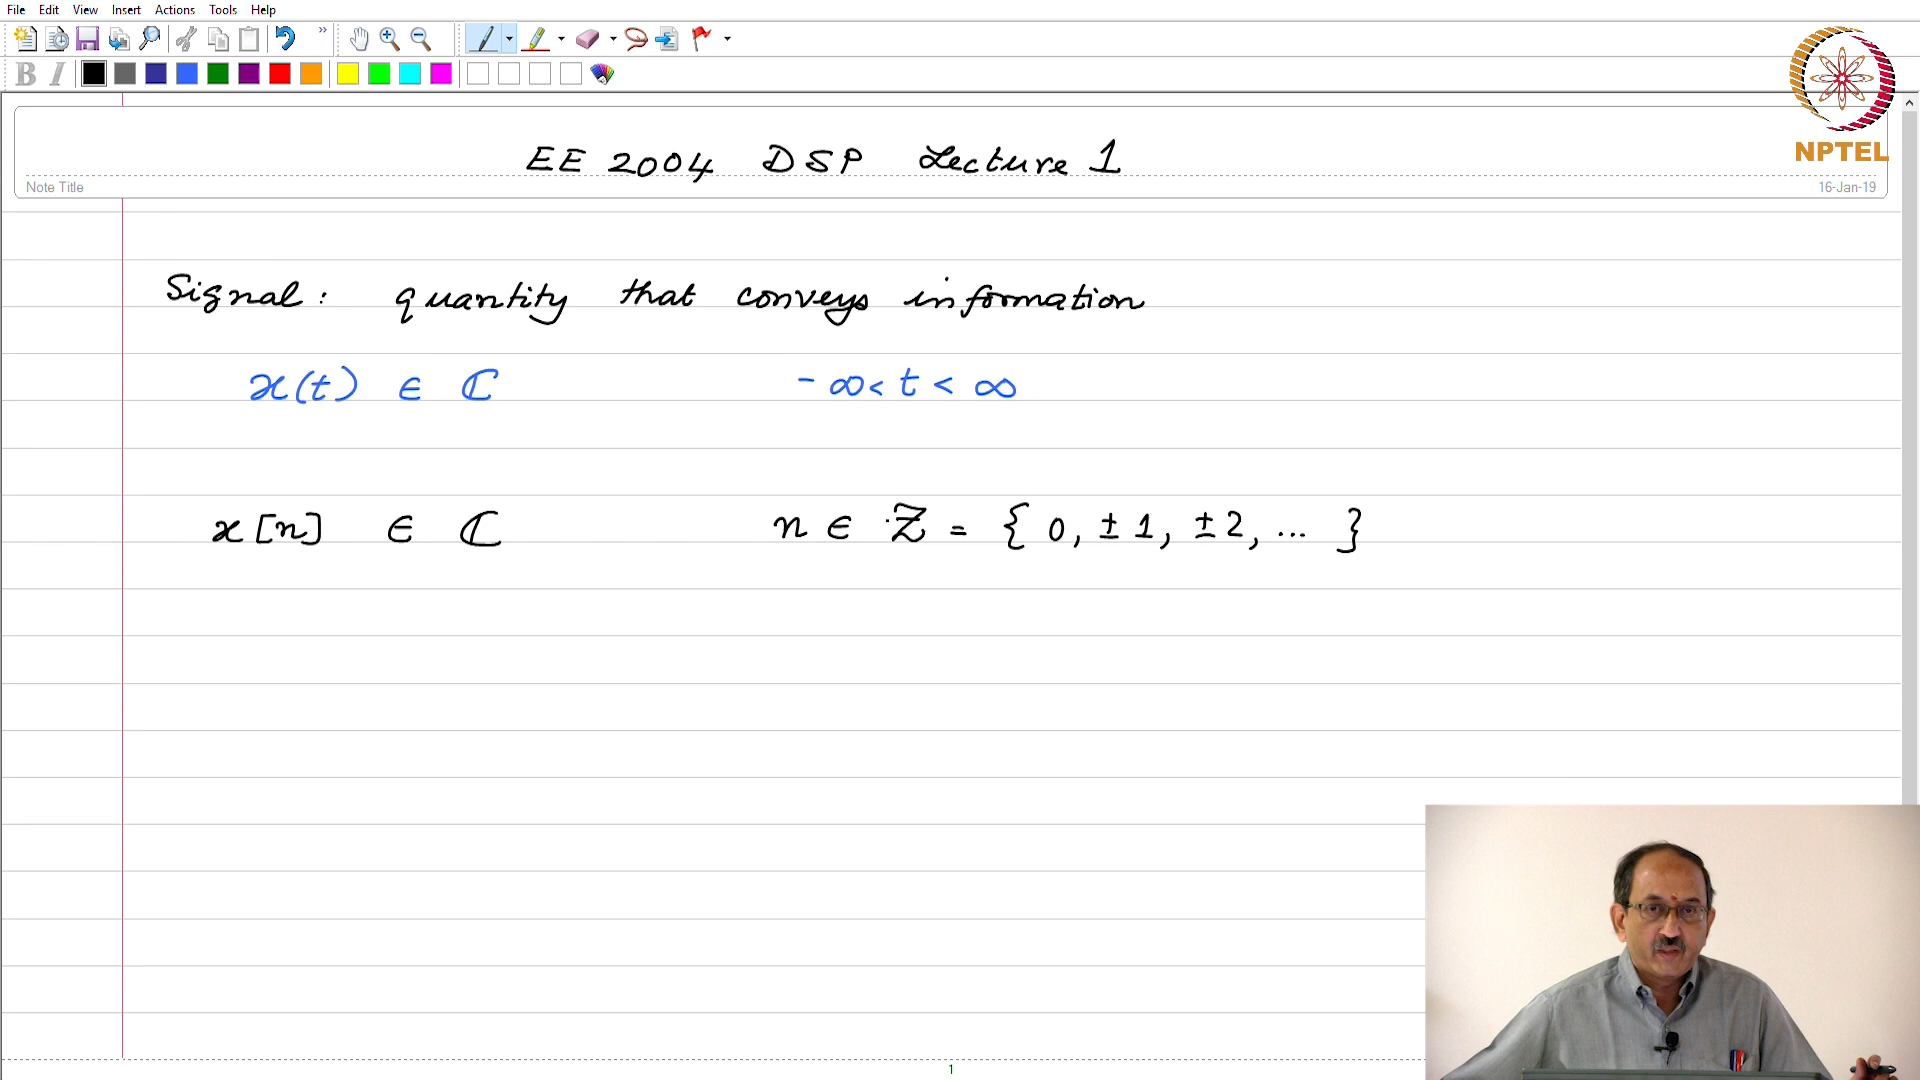 File Edit View Insert Actions Tools Help
B I
NPTEL
EE 2004 DSP Lecture 1
Note Title
16-Jan-19
Signal: quantity that conveys information
x(t) ∈ ℂ -∞ < t < ∞
x[n] ∈ ℂ n ∈ ℤ = { 0, ±1, ±2, ... }
1